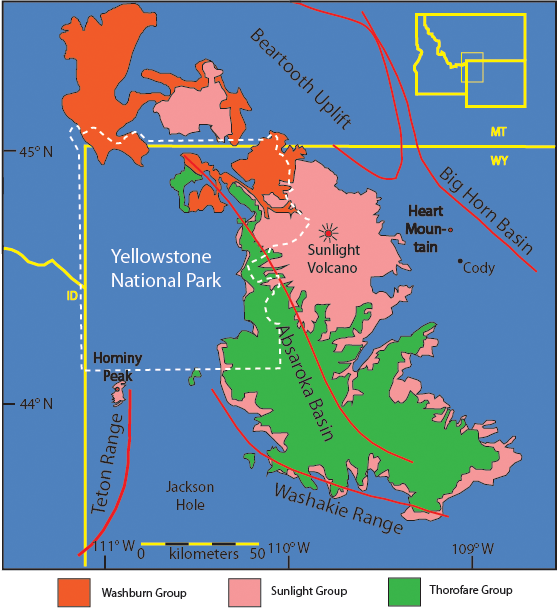 Beartooth Uplift
MT
WY
45° N
Big Horn Basin
Heart
Moun-
tain
Cody
Sunlight
Volcano
Yellowstone
National Park
ID
Absaroka Basin
Hominy
Peak
44° N
Teton Range
Jackson
Hole
Washakie Range
111° W
110° W
109° W
0 kilometers 50
Washburn Group
Sunlight Group
Thorofare Group